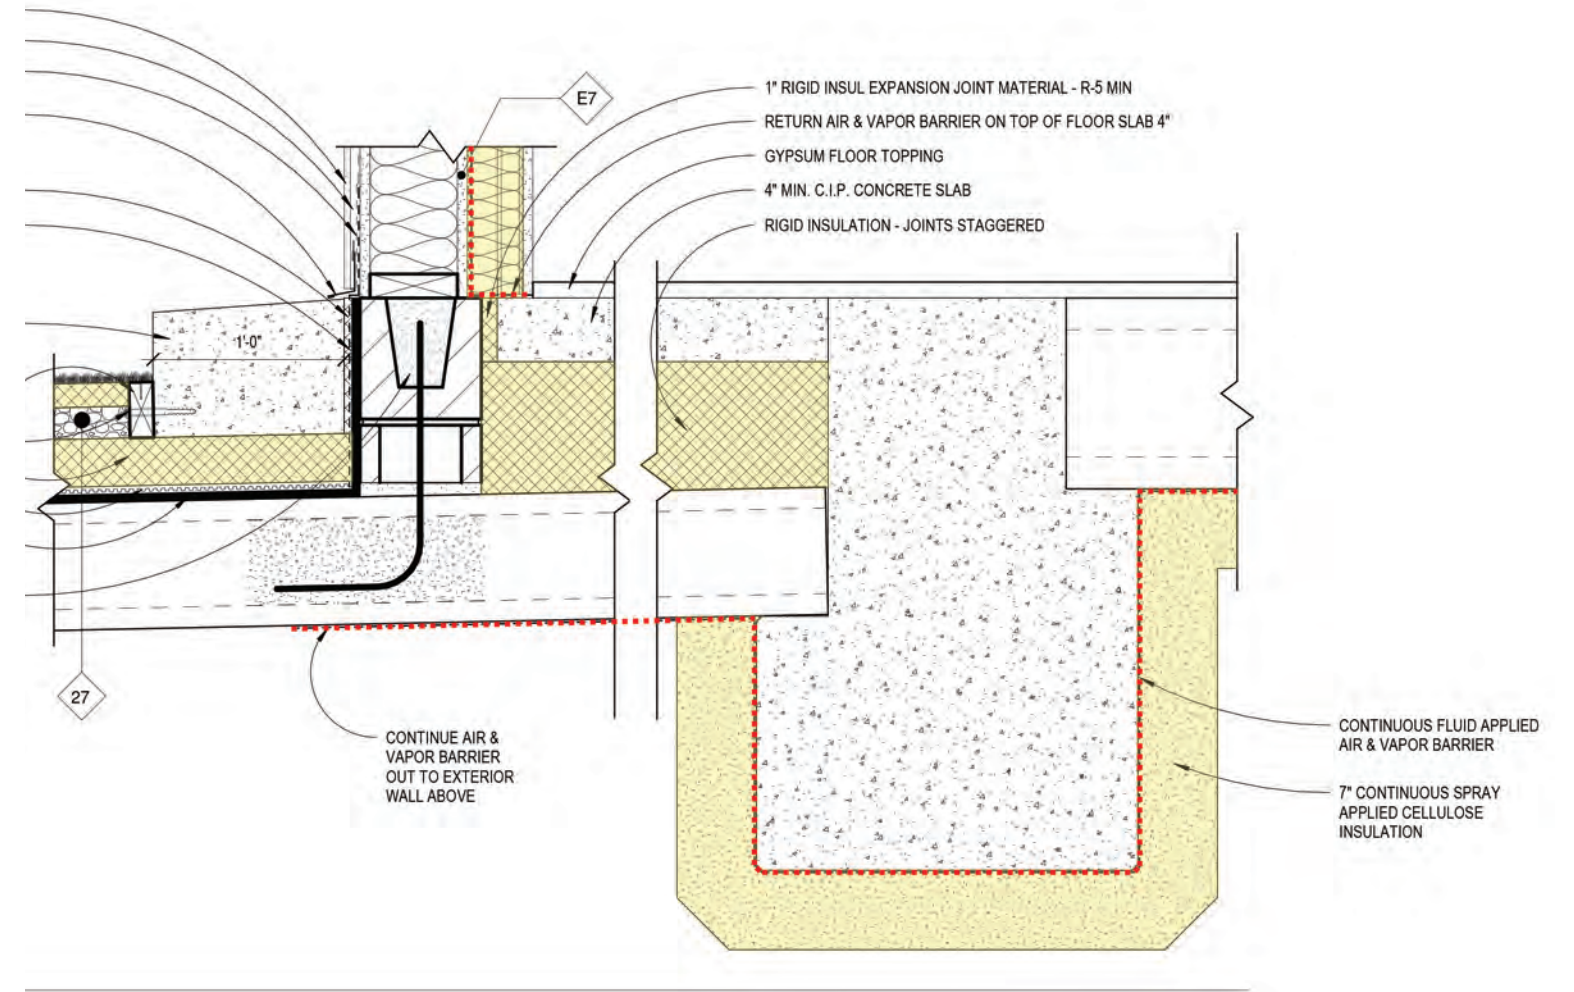 E7
1" RIGID INSUL EXPANSION JOINT MATERIAL - R-5 MIN
RETURN AIR & VAPOR BARRIER ON TOP OF FLOOR SLAB 4"
GYPSUM FLOOR TOPPING
4" MIN. C.I.P. CONCRETE SLAB
RIGID INSULATION - JOINTS STAGGERED
1'-0"
27
CONTINUE AIR &
VAPOR BARRIER
OUT TO EXTERIOR
WALL ABOVE
CONTINUOUS FLUID APPLIED
AIR & VAPOR BARRIER
7" CONTINUOUS SPRAY
APPLIED CELLULOSE
INSULATION